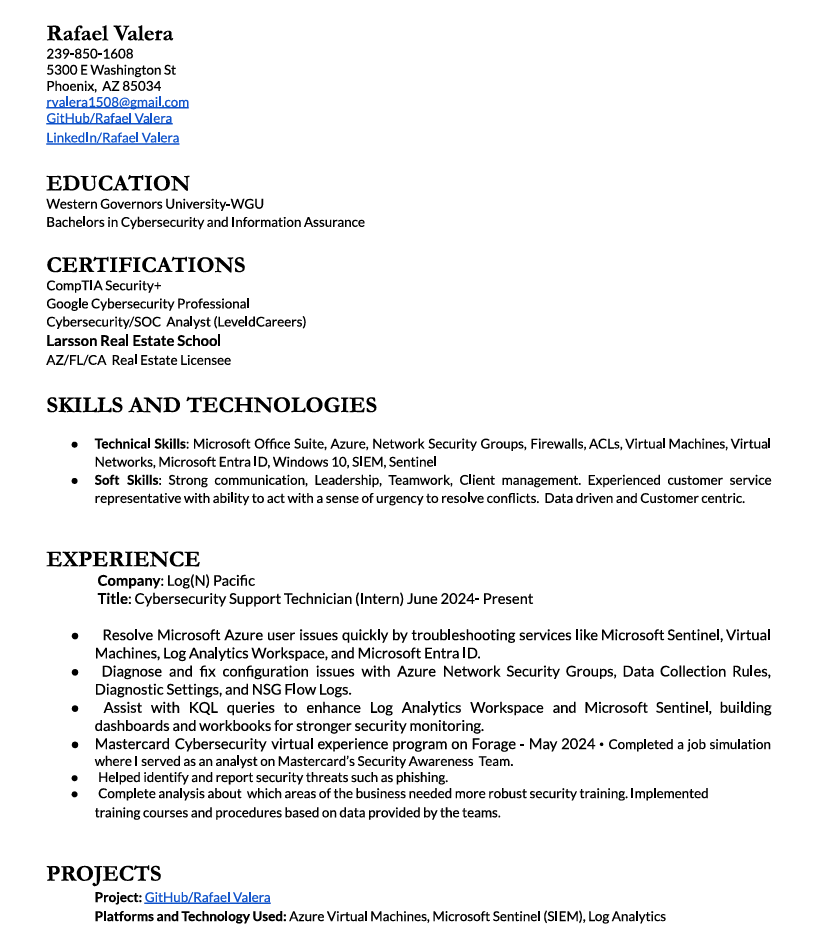 Rafael Valera
239-850-1608
5300 E Washington St
Phoenix, AZ 85034
rvalera1508@gmail.com
GitHub/Rafael Valera
LinkedIn/Rafael Valera
EDUCATION
Western Governors University-WGU
Bachelors in Cybersecurity and Information Assurance
CERTIFICATIONS
CompTIA Security+
Google Cybersecurity Professional
Cybersecurity/SOC Analyst (LeveldCareers)
Larsson Real Estate School
AZ/FL/CA Real Estate Licensee
SKILLS AND TECHNOLOGIES
● Technical Skills: Microsoft Office Suite, Azure, Network Security Groups, Firewalls, ACLs, Virtual Machines, Virtual
Networks, Microsoft Entra ID, Windows 10, SIEM, Sentinel
● Soft Skills: Strong communication, Leadership, Teamwork, Client management. Experienced customer service
representative with ability to act with a sense of urgency to resolve conflicts. Data driven and Customer centric.
EXPERIENCE
Company: Log(N) Pacific
Title: Cybersecurity Support Technician (Intern) June 2024- Present
● Resolve Microsoft Azure user issues quickly by troubleshooting services like Microsoft Sentinel, Virtual
Machines, Log Analytics Workspace, and Microsoft Entra ID.
● Diagnose and fix configuration issues with Azure Network Security Groups, Data Collection Rules,
Diagnostic Settings, and NSG Flow Logs.
● Assist with KQL queries to enhance Log Analytics Workspace and Microsoft Sentinel, building
dashboards and workbooks for stronger security monitoring.
● Mastercard Cybersecurity virtual experience program on Forage - May 2024 • Completed a job simulation
where I served as an analyst on Mastercard's Security Awareness Team.
● Helped identify and report security threats such as phishing.
● Complete analysis about which areas of the business needed more robust security training. Implemented
training courses and procedures based on data provided by the teams.
PROJECTS
Project: GitHub/Rafael Valera
Platforms and Technology Used: Azure Virtual Machines, Microsoft Sentinel (SIEM), Log Analytics